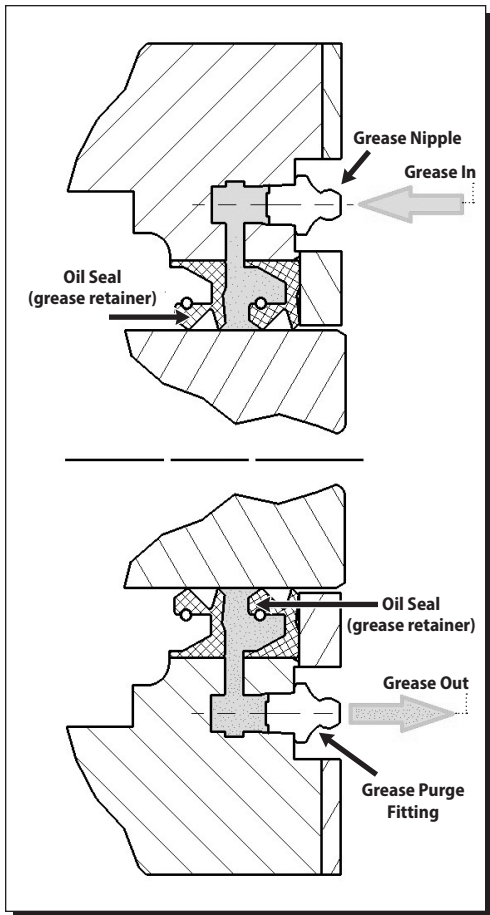 Grease Nipple
Grease In
Oil Seal
(grease retainer)
Oil Seal
(grease retainer)
Grease Out
Grease Purge
Fitting